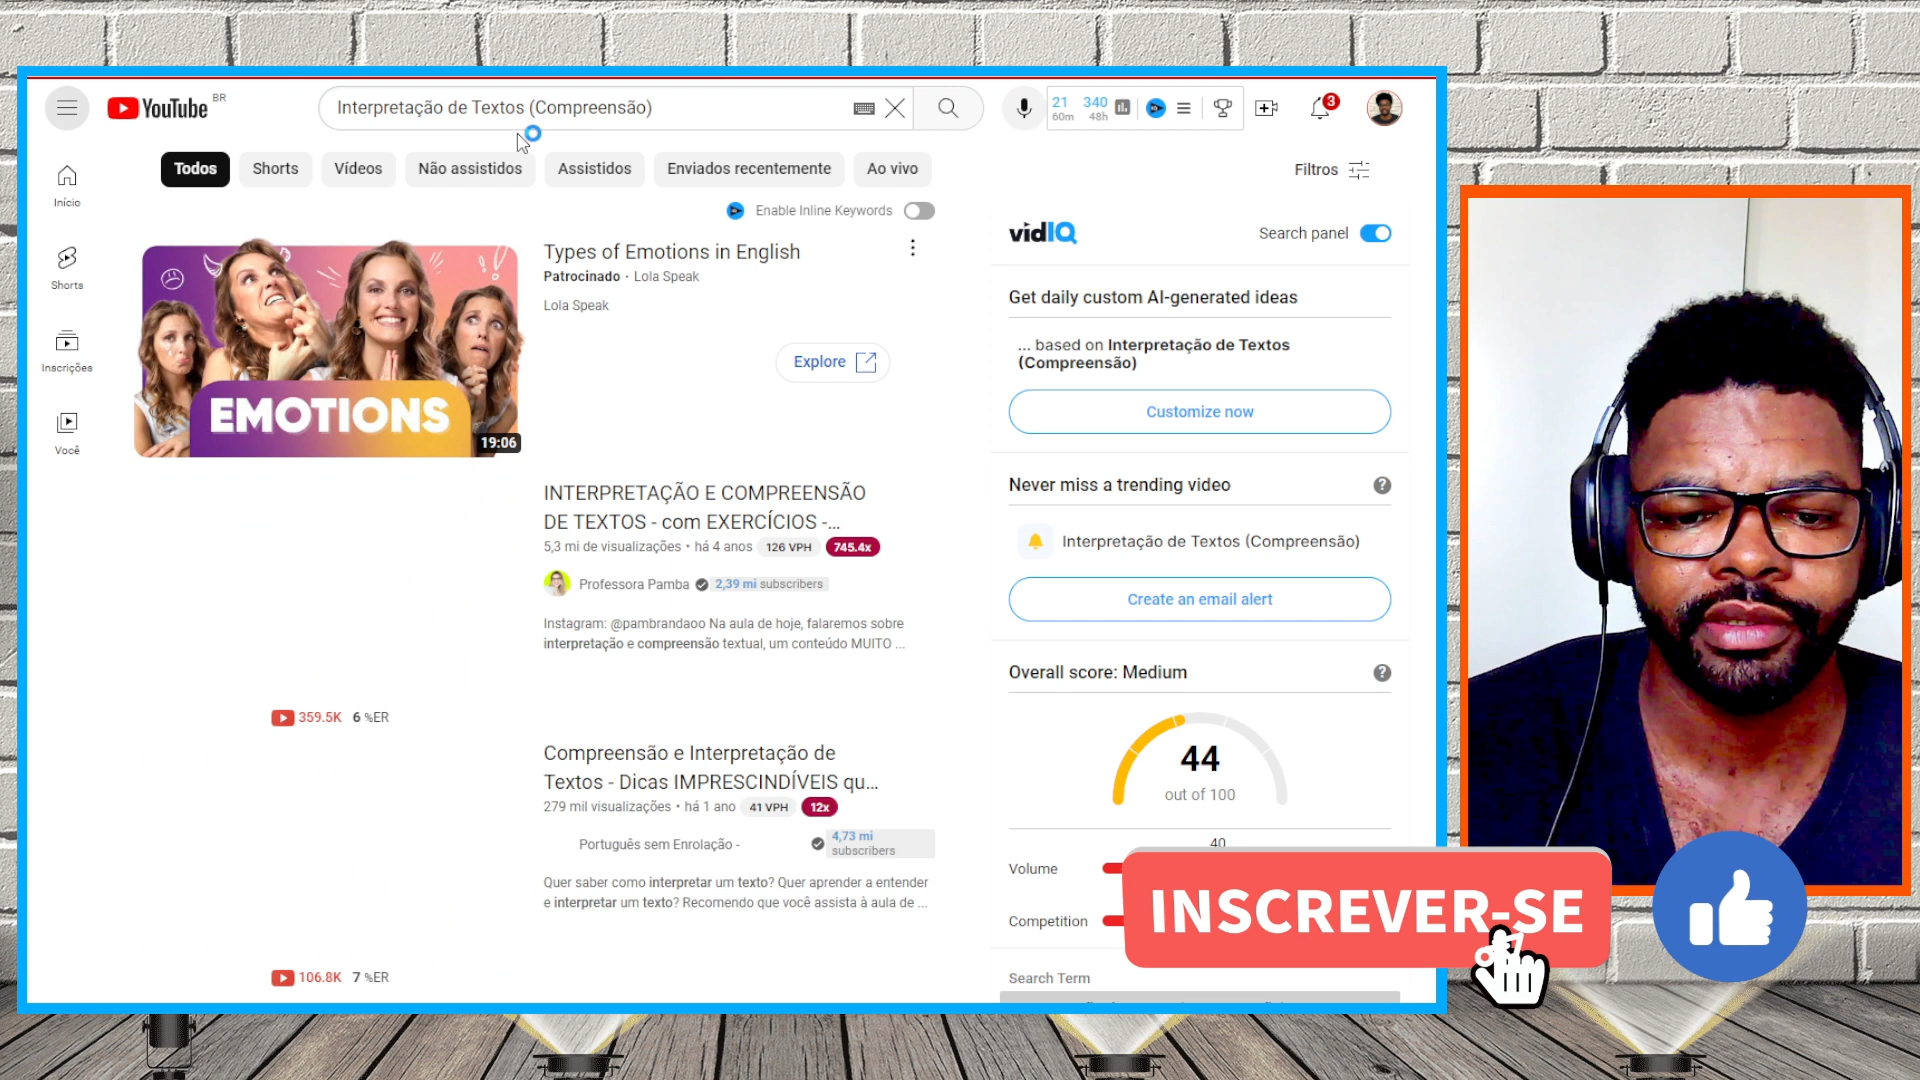 YouTube BR
Interpretação de Textos (Compreensão)
21 60m
340 48h
3
Todos
Shorts
Vídeos
Não assistidos
Assistidos
Enviados recentemente
Ao vivo
Filtros
Início
Shorts
Inscrições
Você
Enable Inline Keywords
EMOTIONS
19:06
Types of Emotions in English
Patrocinado · Lola Speak
Lola Speak
Explore
INTERPRETAÇÃO E COMPREENSÃO
DE TEXTOS - com EXERCÍCIOS -...
5,3 mi de visualizações • há 4 anos 126 VPH 745.4x
Professora Pamba 2,39 mi subscribers
Instagram: @pambrandaoo Na aula de hoje, falaremos sobre
interpretação e compreensão textual, um conteúdo MUITO ...
359.5K 6 %ER
Compreensão e Interpretação de
Textos - Dicas IMPRESCINDÍVEIS qu...
279 mil visualizações • há 1 ano 41 VPH 12x
Português sem Enrolação -
4,73 mi
subscribers
Quer saber como interpretar um texto? Quer aprender a entender
e interpretar um texto? Recomendo que você assista à aula de ...
106.8K 7 %ER
vidIQ
Search panel
Get daily custom AI-generated ideas
... based on Interpretação de Textos
(Compreensão)
Customize now
Never miss a trending video ?
Interpretação de Textos (Compreensão)
Create an email alert
Overall score: Medium ?
44
out of 100
40
Volume
Competition
Search Term
INSCREVER-SE